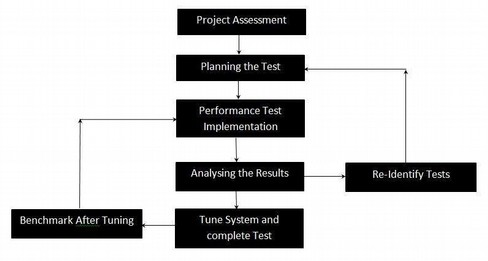 Project Assessment
Planning the Test
Performance Test
Implementation
Analysing the Results
Re-Identify Tests
Benchmark After Tuning
Tune System and
complete Test